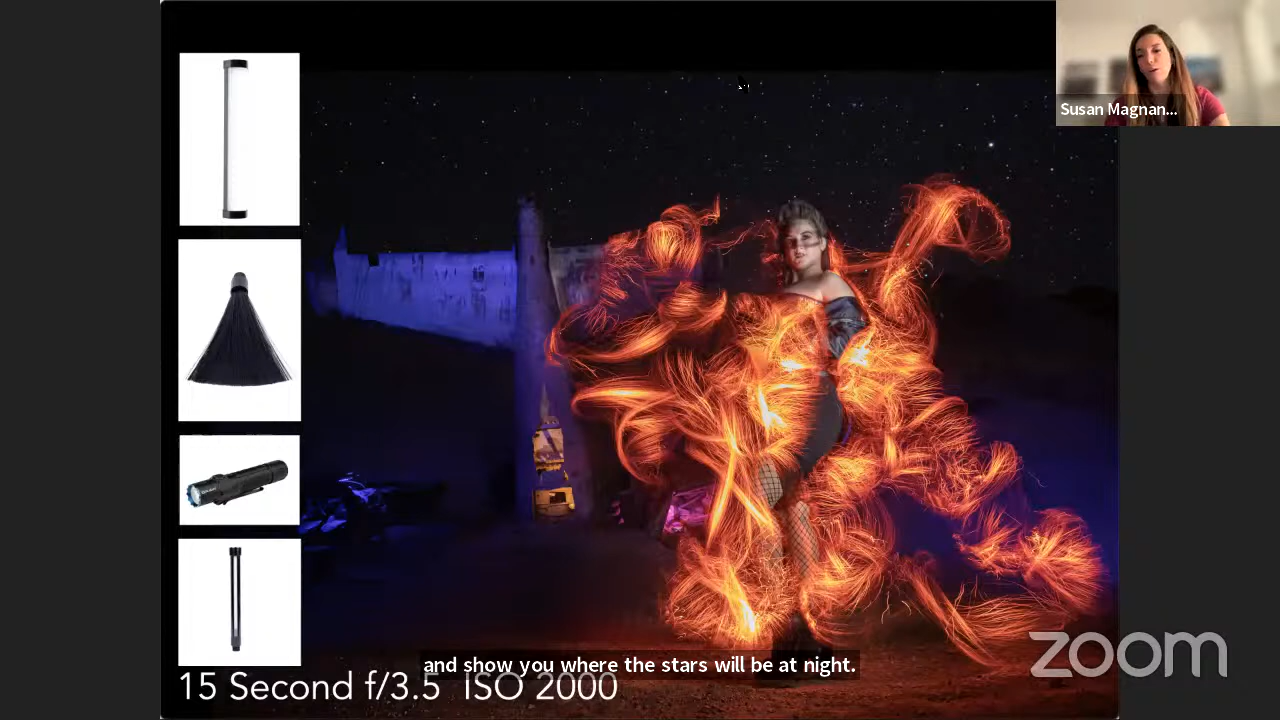 Susan Magnan...
and show you where the stars will be at night.
15 Second f/3.5 ISO 2000
zoom